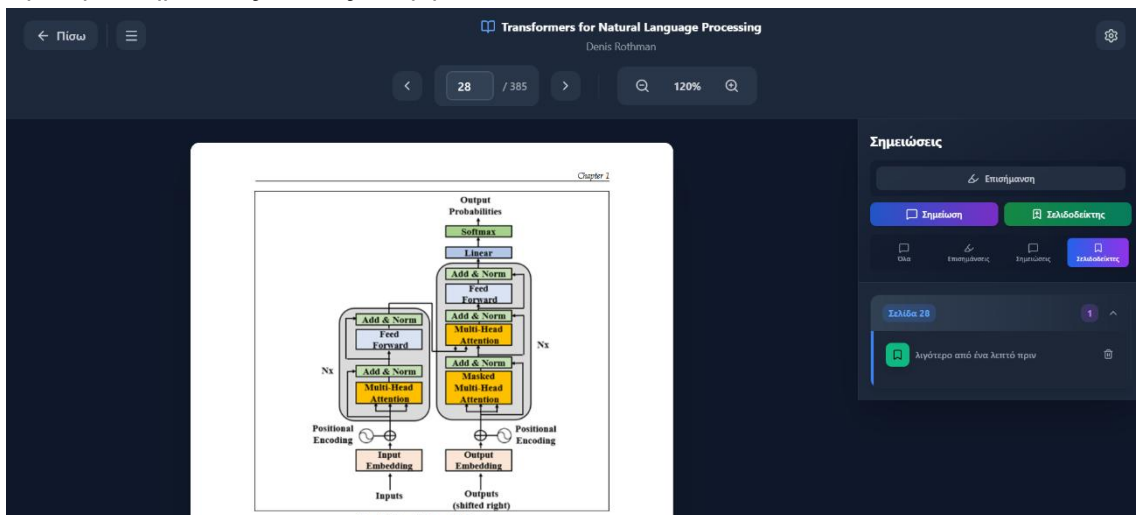 ← Πίσω
Transformers for Natural Language Processing
Denis Rothman
28 / 385
120%
Chapter 1
Output
Probabilities
Softmax
Linear
Add & Norm
Feed
Forward
Add & Norm
Multi-Head
Attention
Nx
Add & Norm
Masked
Multi-Head
Attention
Add & Norm
Feed
Forward
Nx
Add & Norm
Multi-Head
Attention
Positional
Encoding
Positional
Encoding
Input
Embedding
Output
Embedding
Inputs
Outputs
(shifted right)
Σημειώσεις
Επισήμανση
Σημείωση
Σελιδοδείκτης
Όλα
Επισημάνσεις
Σημειώσεις
Σελιδοδείκτες
Σελίδα 28
1
λιγότερο από ένα λεπτό πριν